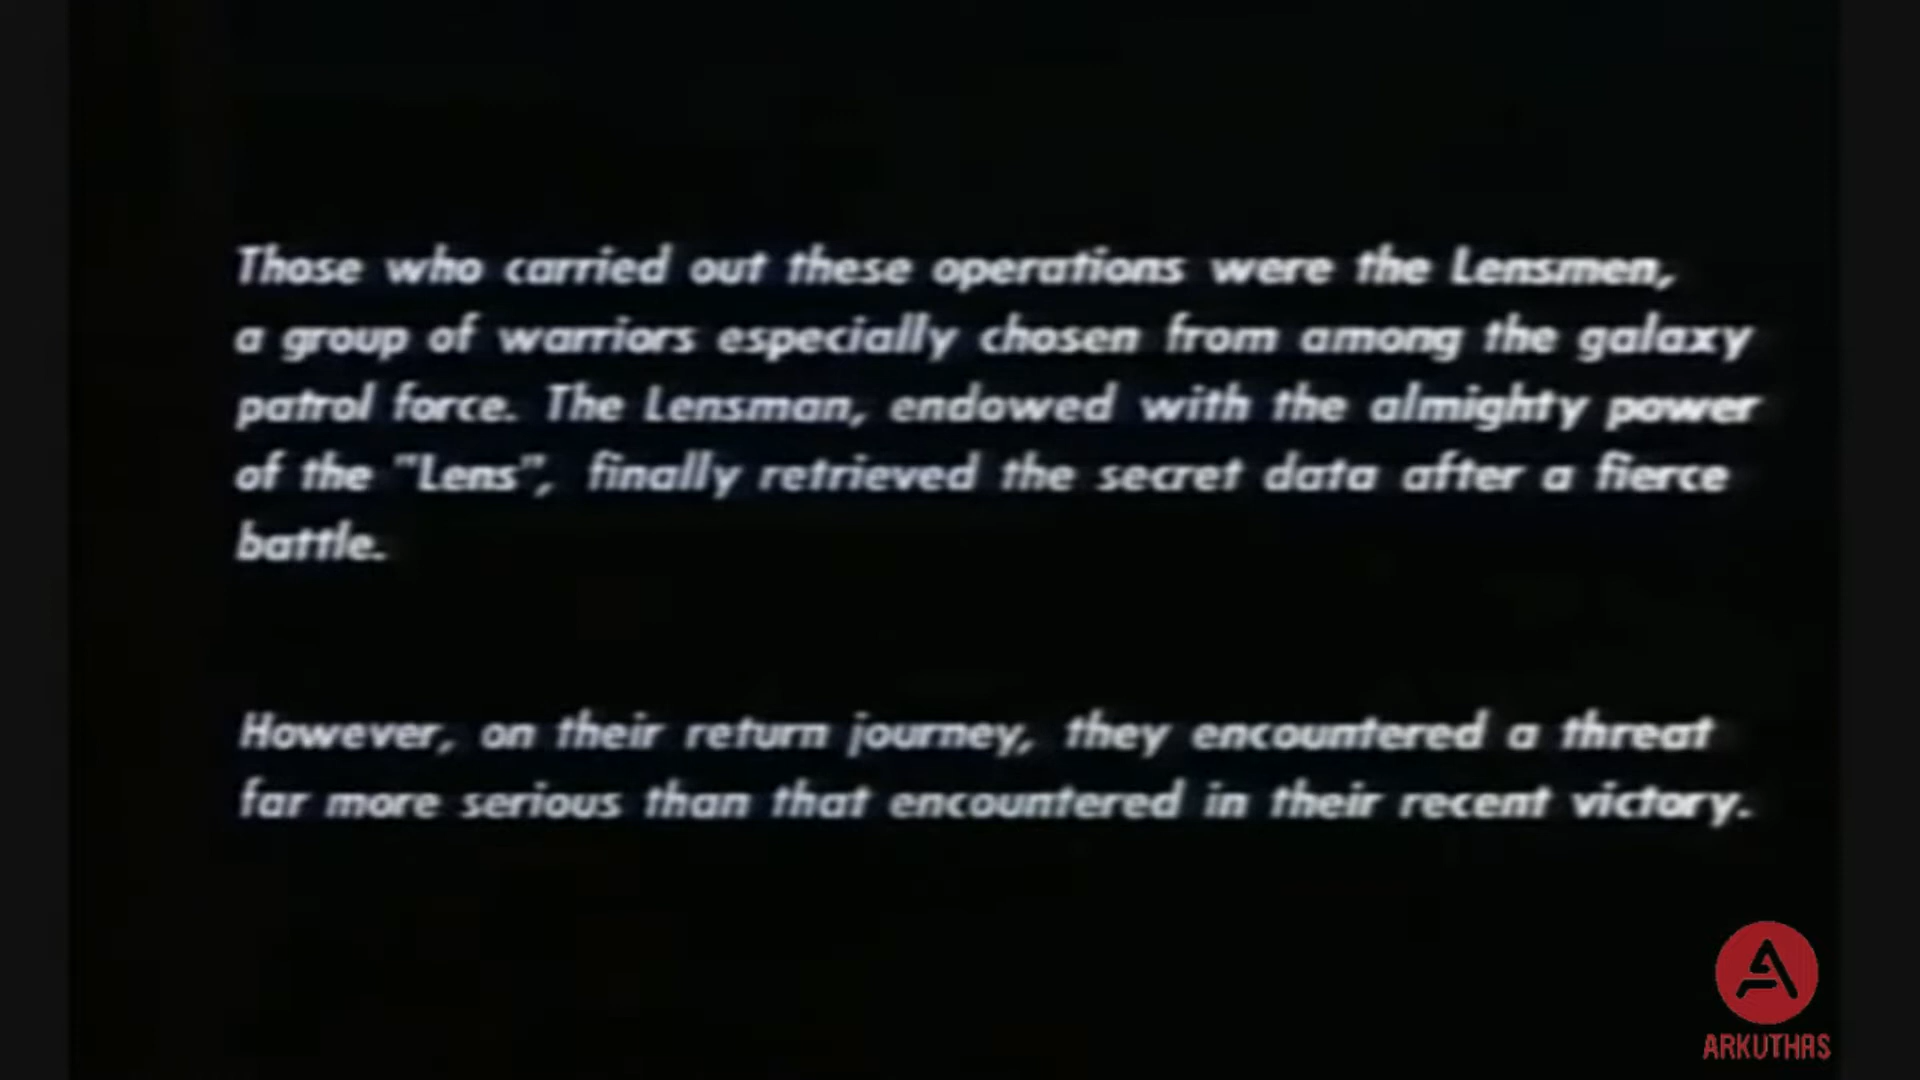 Those who carried out these operations were the Lensmen,
a group of warriors especially chosen from among the galaxy
patrol force. The Lensman, endowed with the almighty power
of the "Lens", finally retrieved the secret data after a fierce
battle.
However, on their return journey, they encountered a threat
far more serious than that encountered in their recent victory.
ARKUTHAS